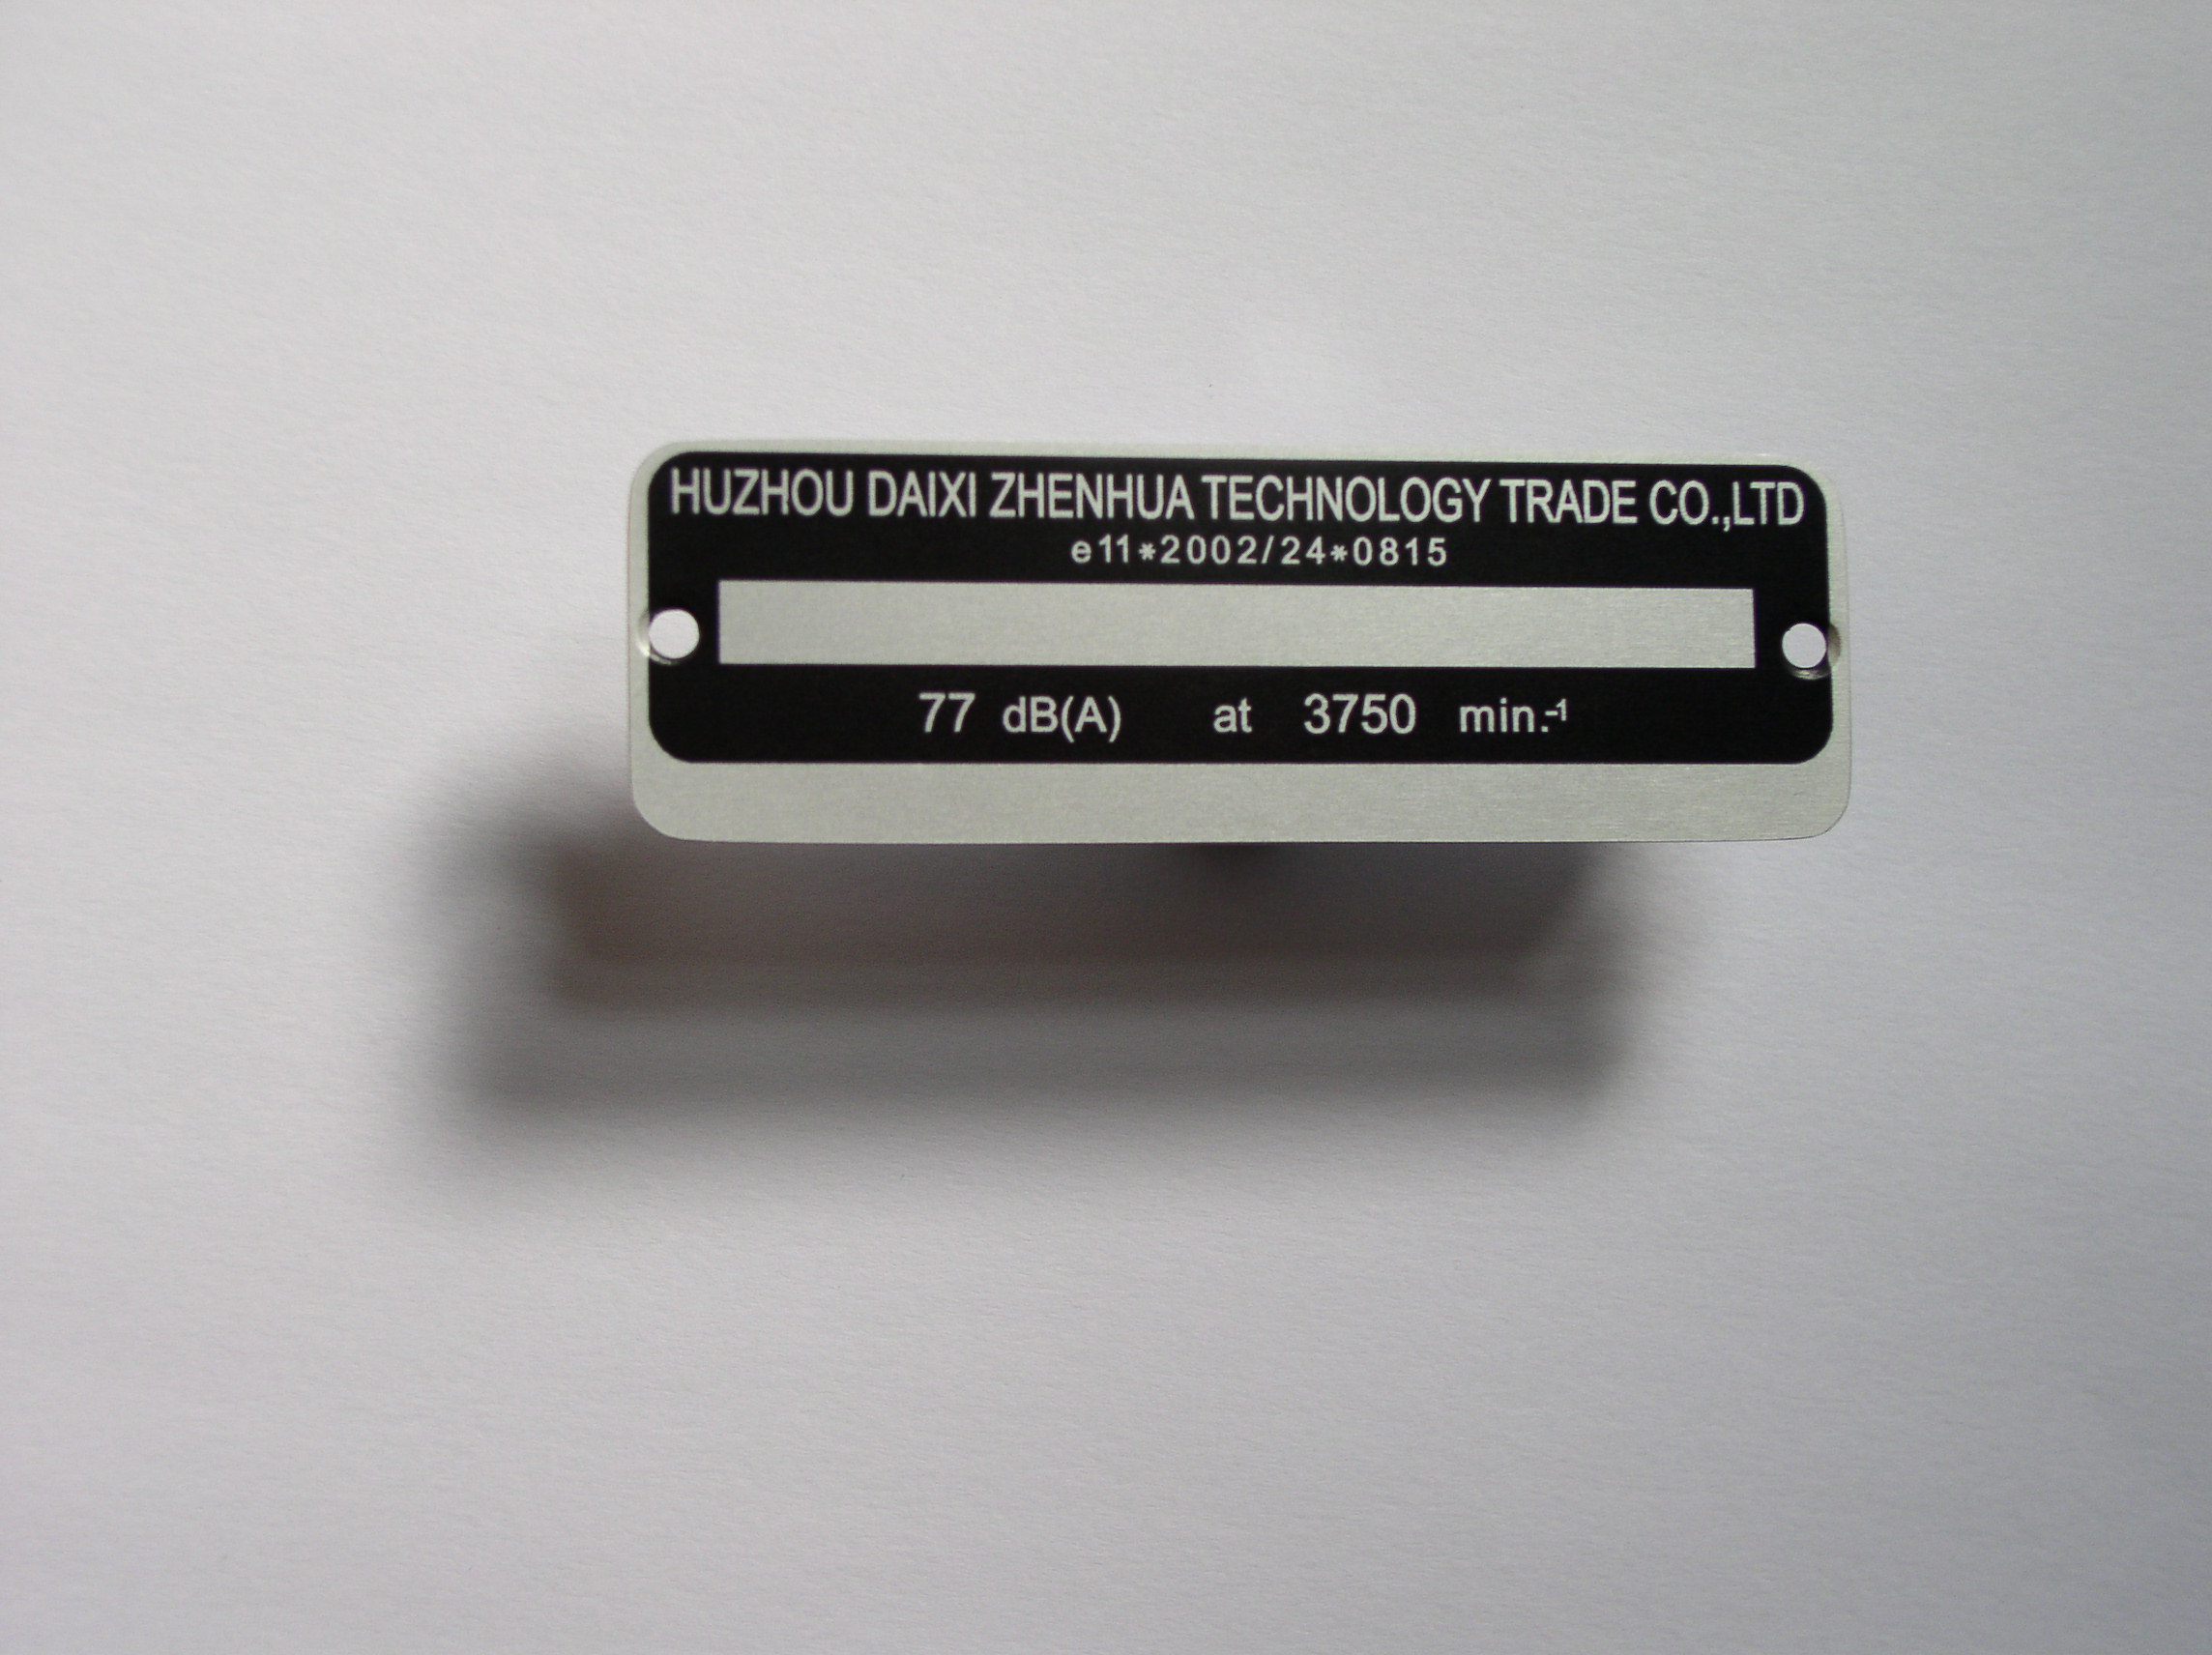 HUZHOU DAIXI ZHENHUA TECHNOLOGY TRADE CO.,LTD
e11*2002/24*0815
77 dB(A) at 3750 min.-1